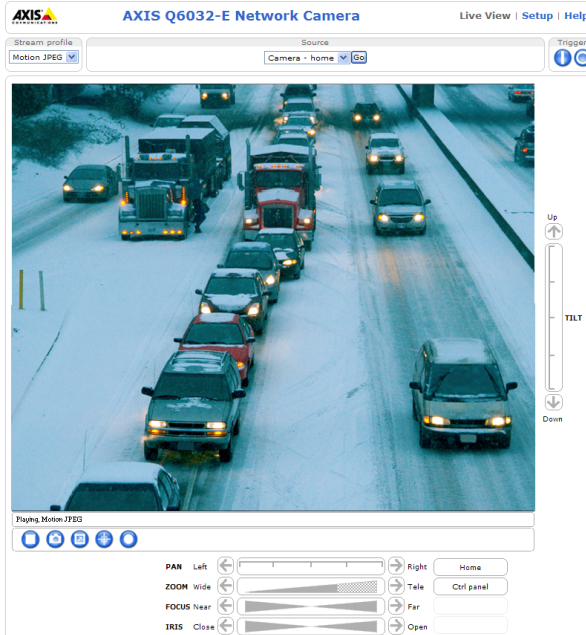 AXIS
COMMUNICATIONS
AXIS Q6032-E Network Camera
Live View | Setup | Help
Stream profile
Motion JPEG
Source
Camera - home Go
Trigger
Up
TILT
Down
Playing, Motion JPEG
PAN Left Right Home
ZOOM Wide Tele Ctrl panel
FOCUS Near Far
IRIS Close Open